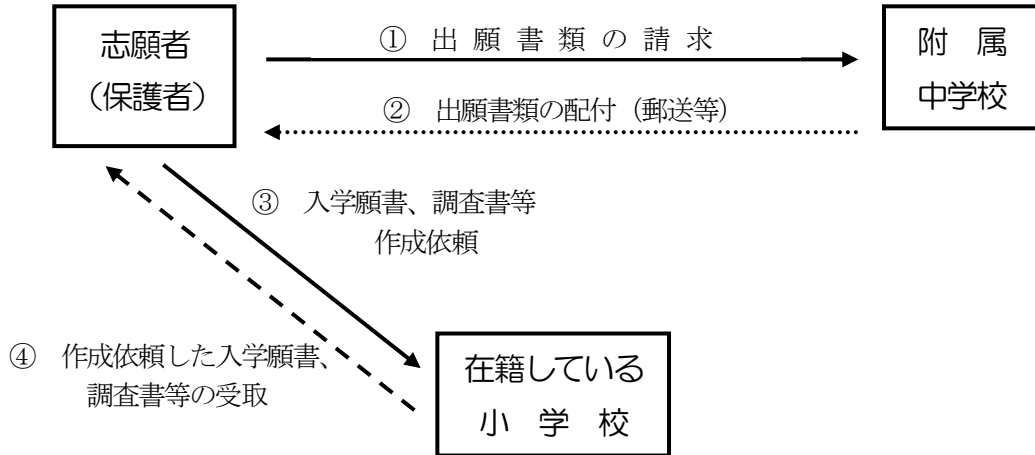 志願者
（保護者）
① 出願書類の請求
附　属
中学校
② 出願書類の配付（郵送等）
③ 入学願書、調査書等
作成依頼
④ 作成依頼した入学願書、
調査書等の受取
在籍している
小　学　校